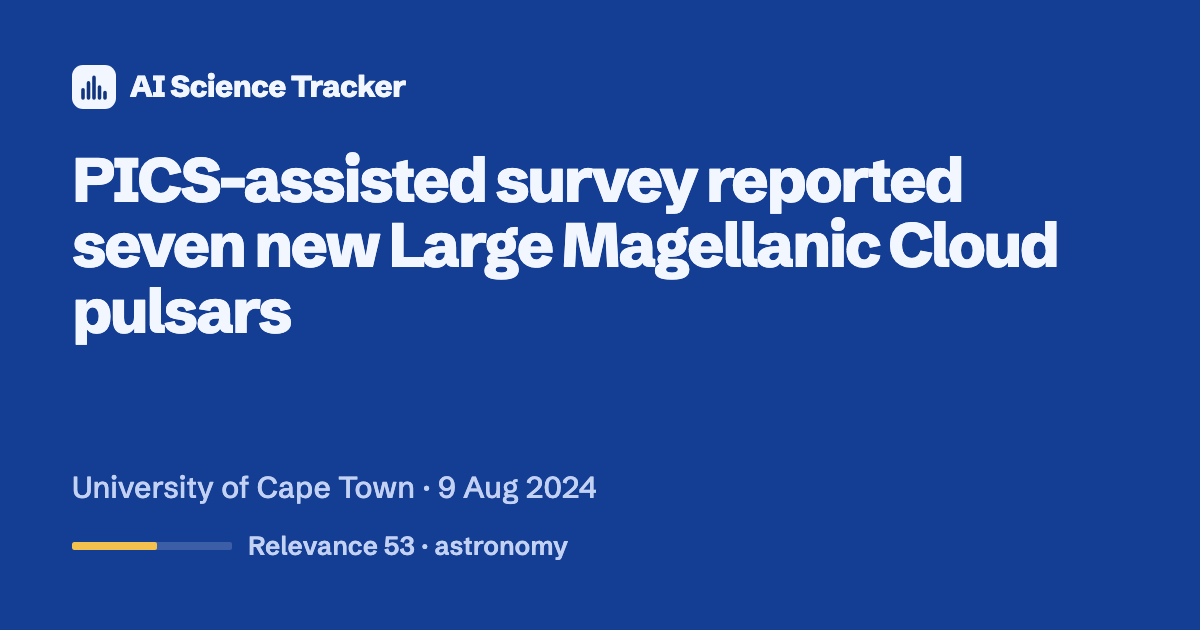 AI Science Tracker
PICS-assisted survey reported
seven new Large Magellanic Cloud
pulsars
University of Cape Town · 9 Aug 2024
Relevance 53 · astronomy